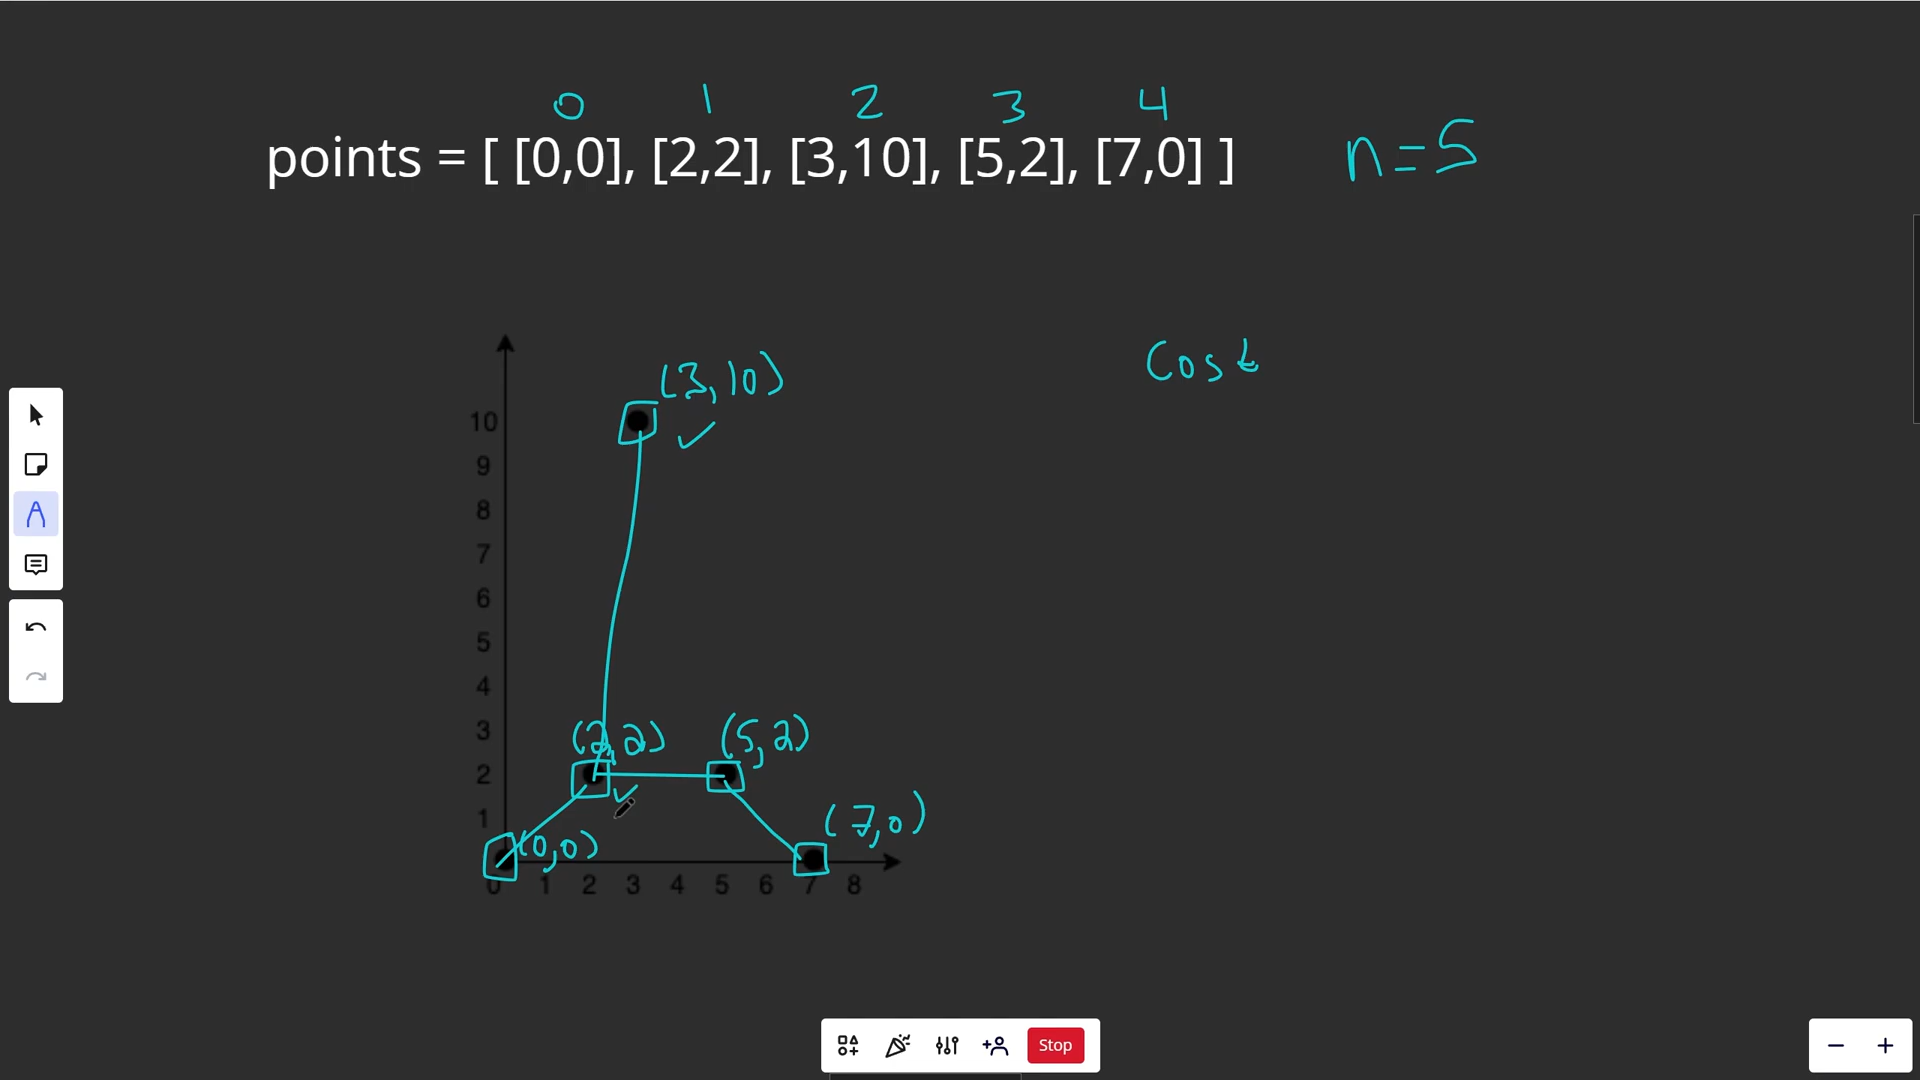 0 1 2 3 4
points = [ [0,0], [2,2], [3,10], [5,2], [7,0] ] n=5
Cost
(3,10)
10
9
8
7
6
5
4
3
(2,2) (5,2)
2
1
(7,0)
(0,0)
0 1 2 3 4 5 6 7 8
Stop